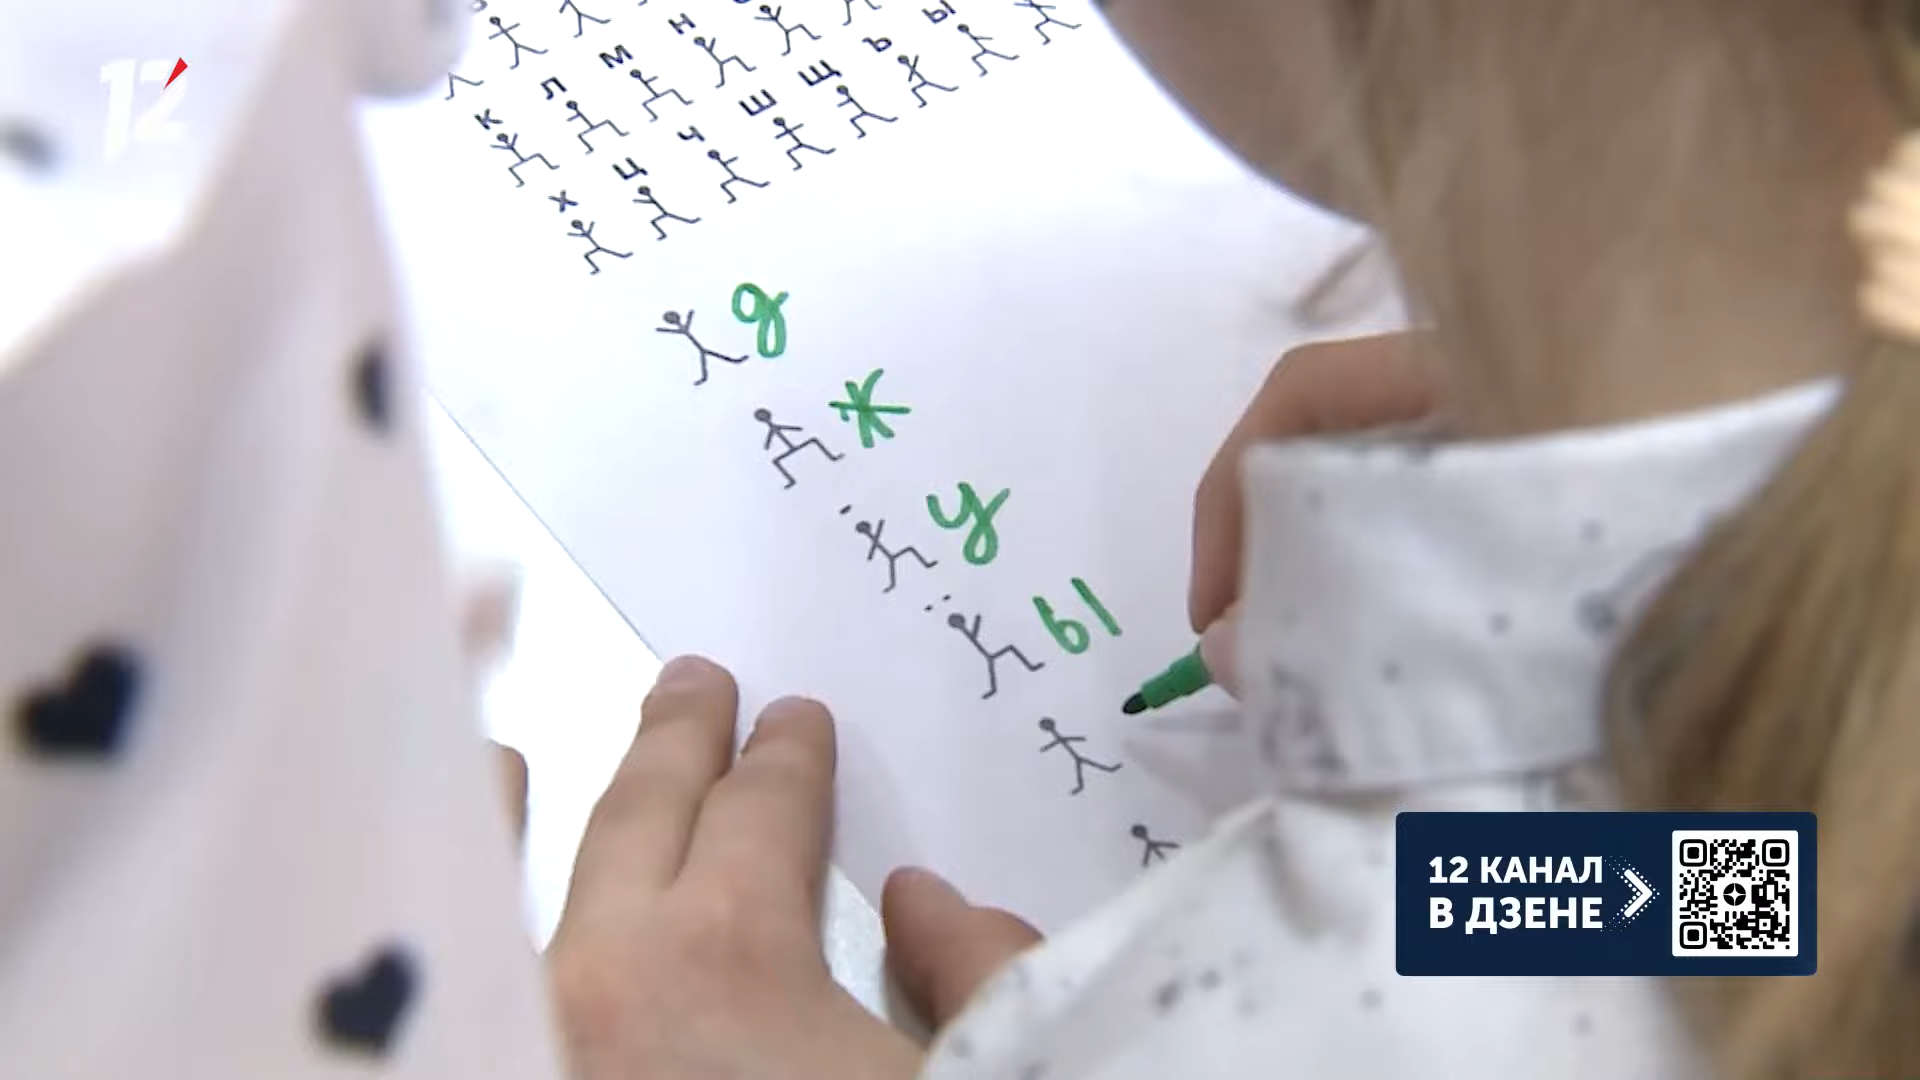 12
М Н
К Л Ь Ы
Х Ц Ч Ш Щ
д
ж
у
ы
12 КАНАЛ
В ДЗЕНЕ